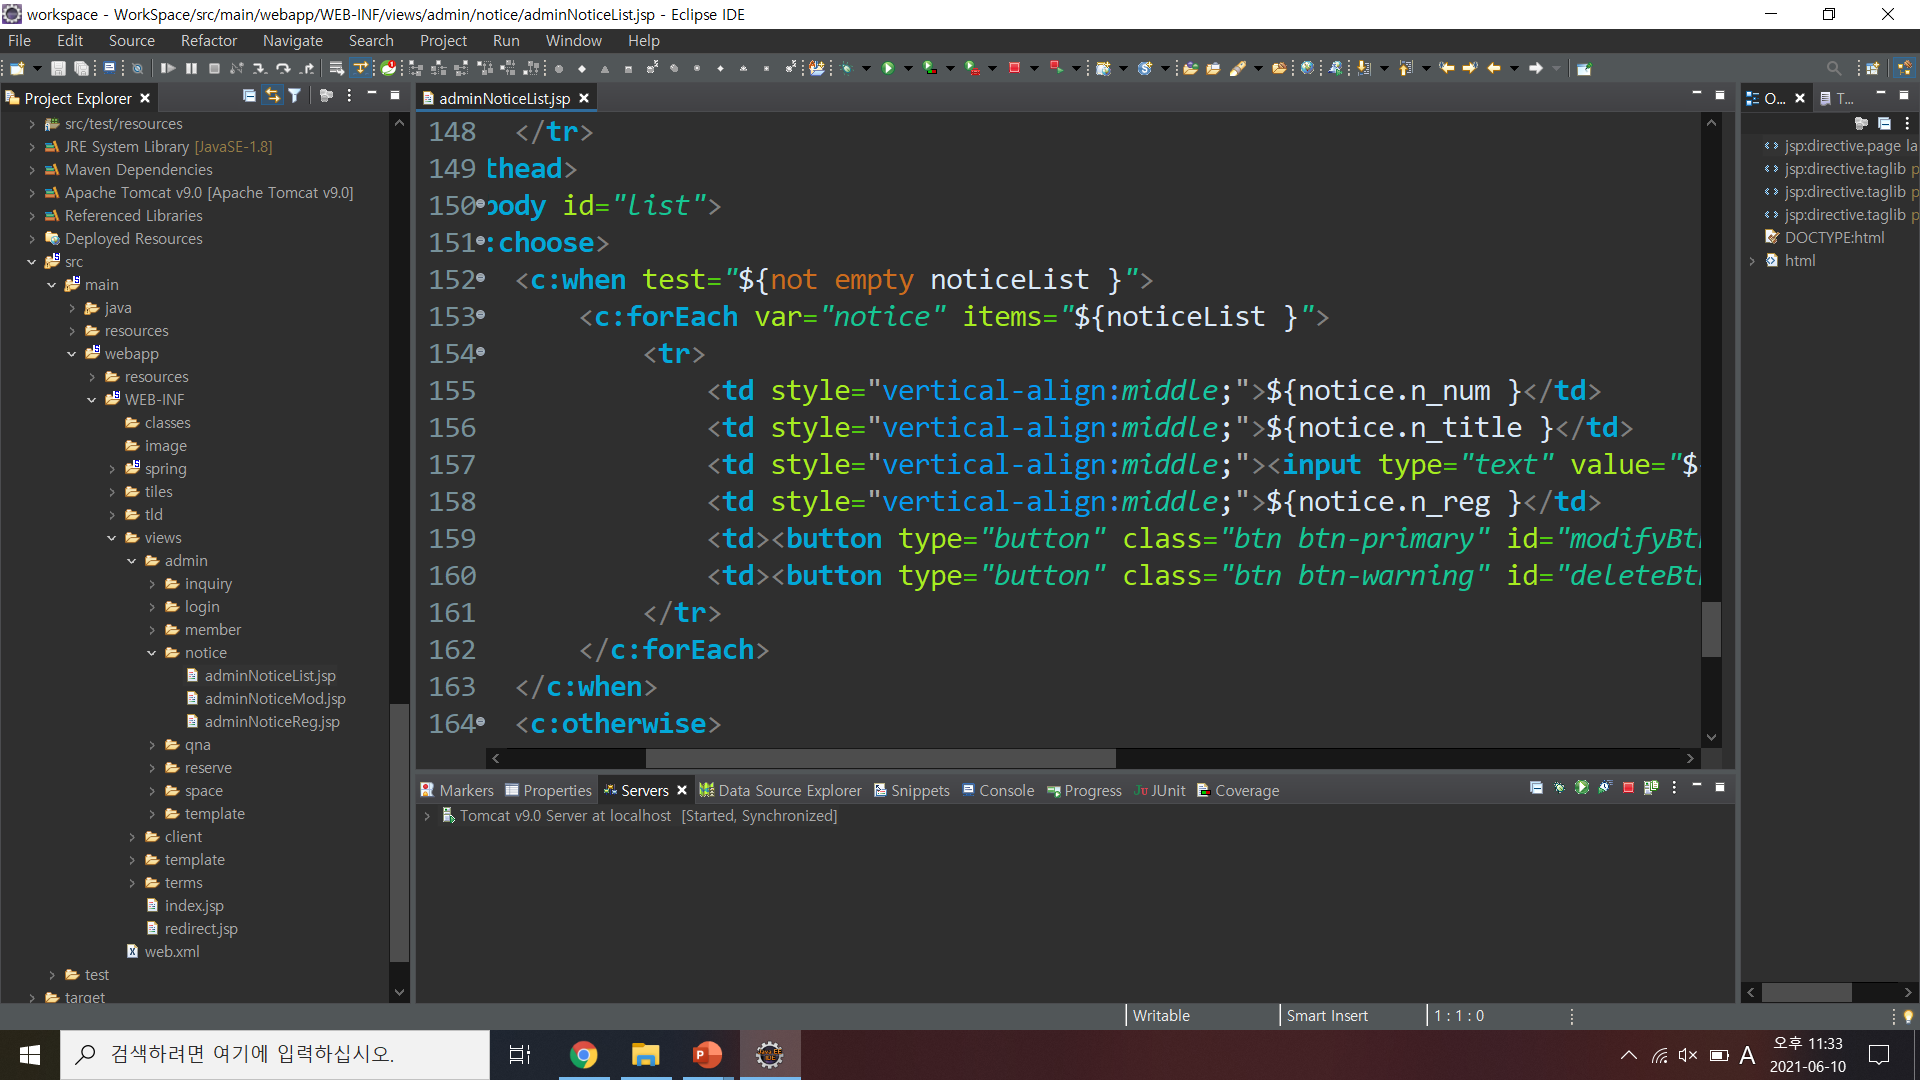 workspace - WorkSpace/src/main/webapp/WEB-INF/views/admin/notice/adminNoticeList.jsp - Eclipse IDE
File Edit Source Refactor Navigate Search Project Run Window Help
Project Explorer
src/test/resources
JRE System Library [JavaSE-1.8]
Maven Dependencies
Apache Tomcat v9.0 [Apache Tomcat v9.0]
Referenced Libraries
Deployed Resources
src
main
java
resources
webapp
resources
WEB-INF
classes
image
spring
tiles
tld
views
admin
inquiry
login
member
notice
adminNoticeList.jsp
adminNoticeMod.jsp
adminNoticeReg.jsp
qna
reserve
space
template
client
template
terms
index.jsp
redirect.jsp
web.xml
test
target
adminNoticeList.jsp
148 </tr>
149 thead>
150 body id="list">
151 :choose>
152 <c:when test="${not empty noticeList }">
153 <c:forEach var="notice" items="${noticeList }">
154 <tr>
155 <td style="vertical-align:middle;">${notice.n_num }</td>
156 <td style="vertical-align:middle;">${notice.n_title }</td>
157 <td style="vertical-align:middle;"><input type="text" value="$
158 <td style="vertical-align:middle;">${notice.n_reg }</td>
159 <td><button type="button" class="btn btn-primary" id="modifyBt
160 <td><button type="button" class="btn btn-warning" id="deleteBt
161 </tr>
162 </c:forEach>
163 </c:when>
164 <c:otherwise>
O... T...
jsp:directive.page la
jsp:directive.taglib p
jsp:directive.taglib p
jsp:directive.taglib p
DOCTYPE:html
html
Markers Properties Servers Data Source Explorer Snippets Console Progress JUnit Coverage
Tomcat v9.0 Server at localhost [Started, Synchronized]
Writable Smart Insert 1 : 1 : 0
검색하려면 여기에 입력하십시오.
A
오후 11:33
2021-06-10